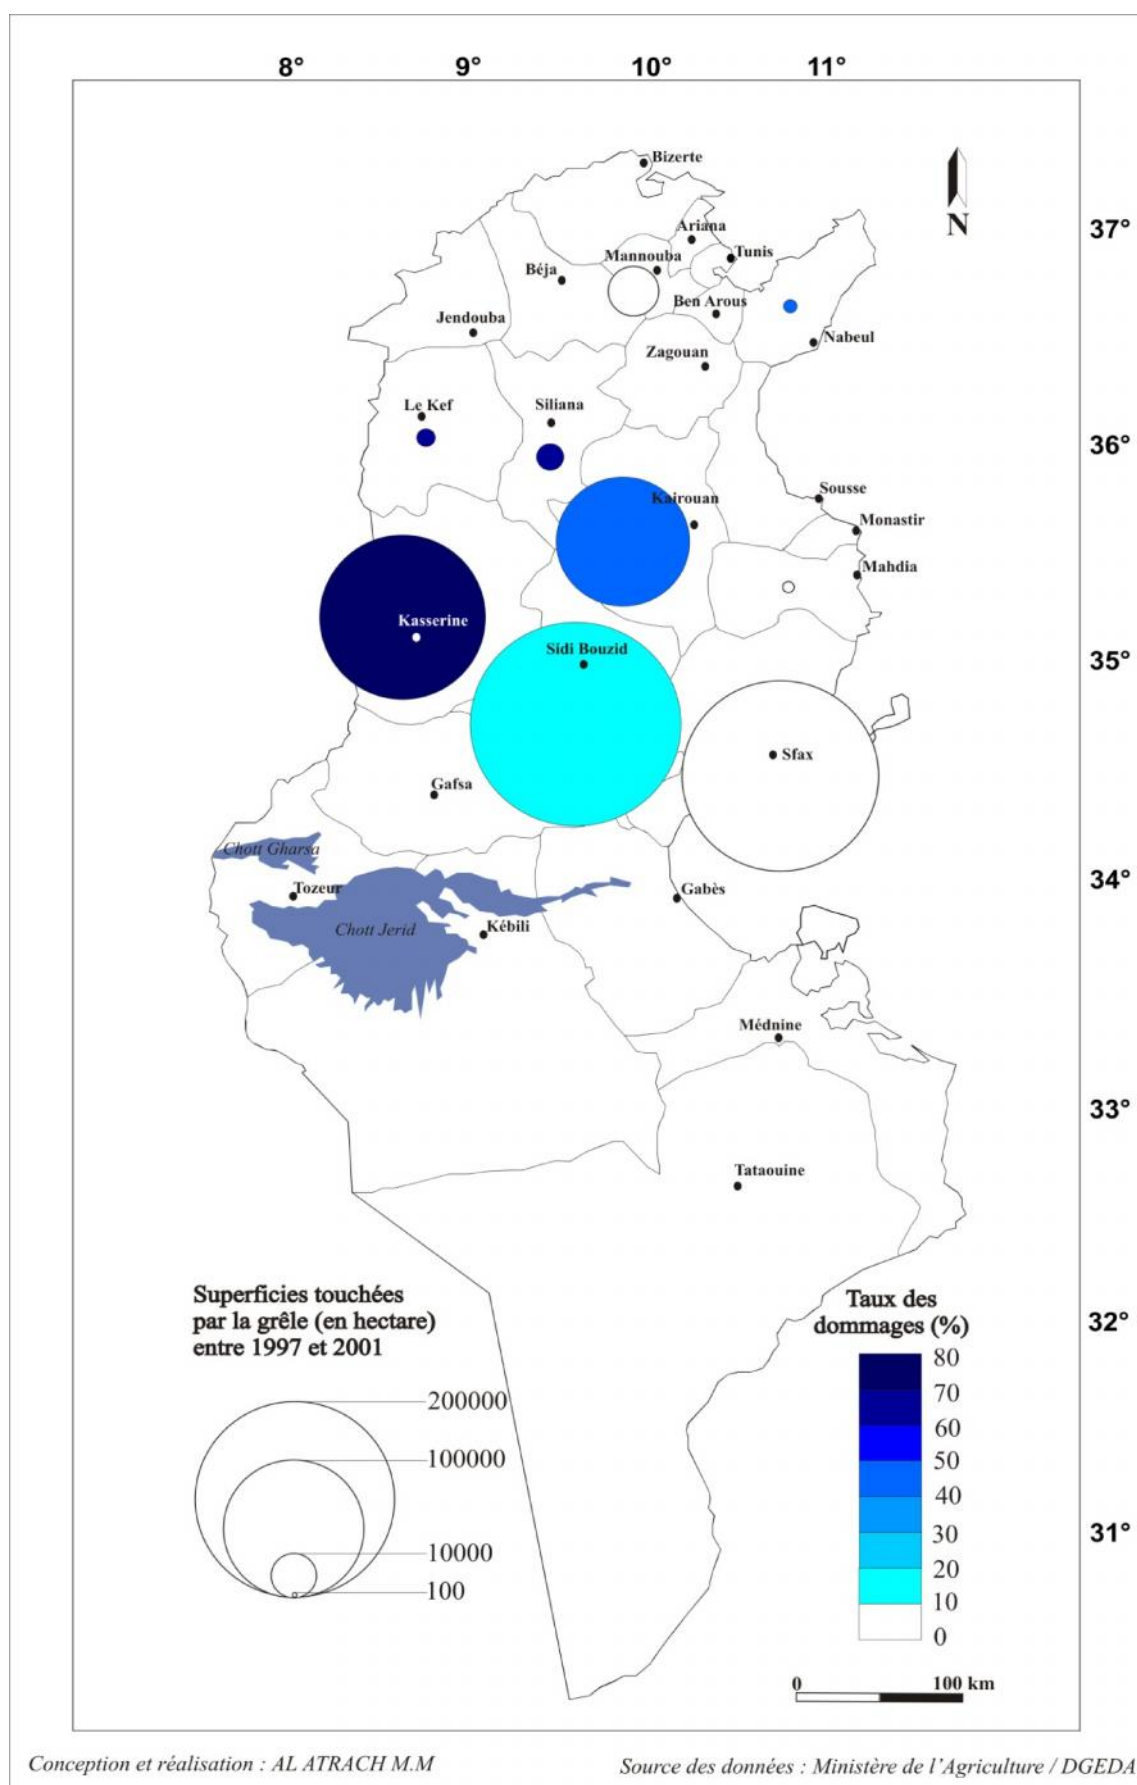 8° 9° 10° 11°
Bizerte
N
37°
Ariana
Tunis
Mannouba
Béja
Ben Arous
Jendouba
Nabeul
Zagouan
Le Kef
Siliana
36°
Sousse
Kairouan
Monastir
Mahdia
Kaserine
Sídi Bouzid
35°
Sfax
Gafsa
Chott Gharsa
34°
Tozeur
Gabès
Chott Jerid
Kébili
Médnine
33°
Tataouine
Superficies touchées
par la grêle (en hectare)
entre 1997 et 2001
200000
100000
10000
100
Taux des
dommages (%)
80
70
60
50
40
30
20
10
0
32°
31°
0 100 km
Conception et réalisation : AL ATRACH M.M
Source des données : Ministère de l'Agriculture / DGEDA